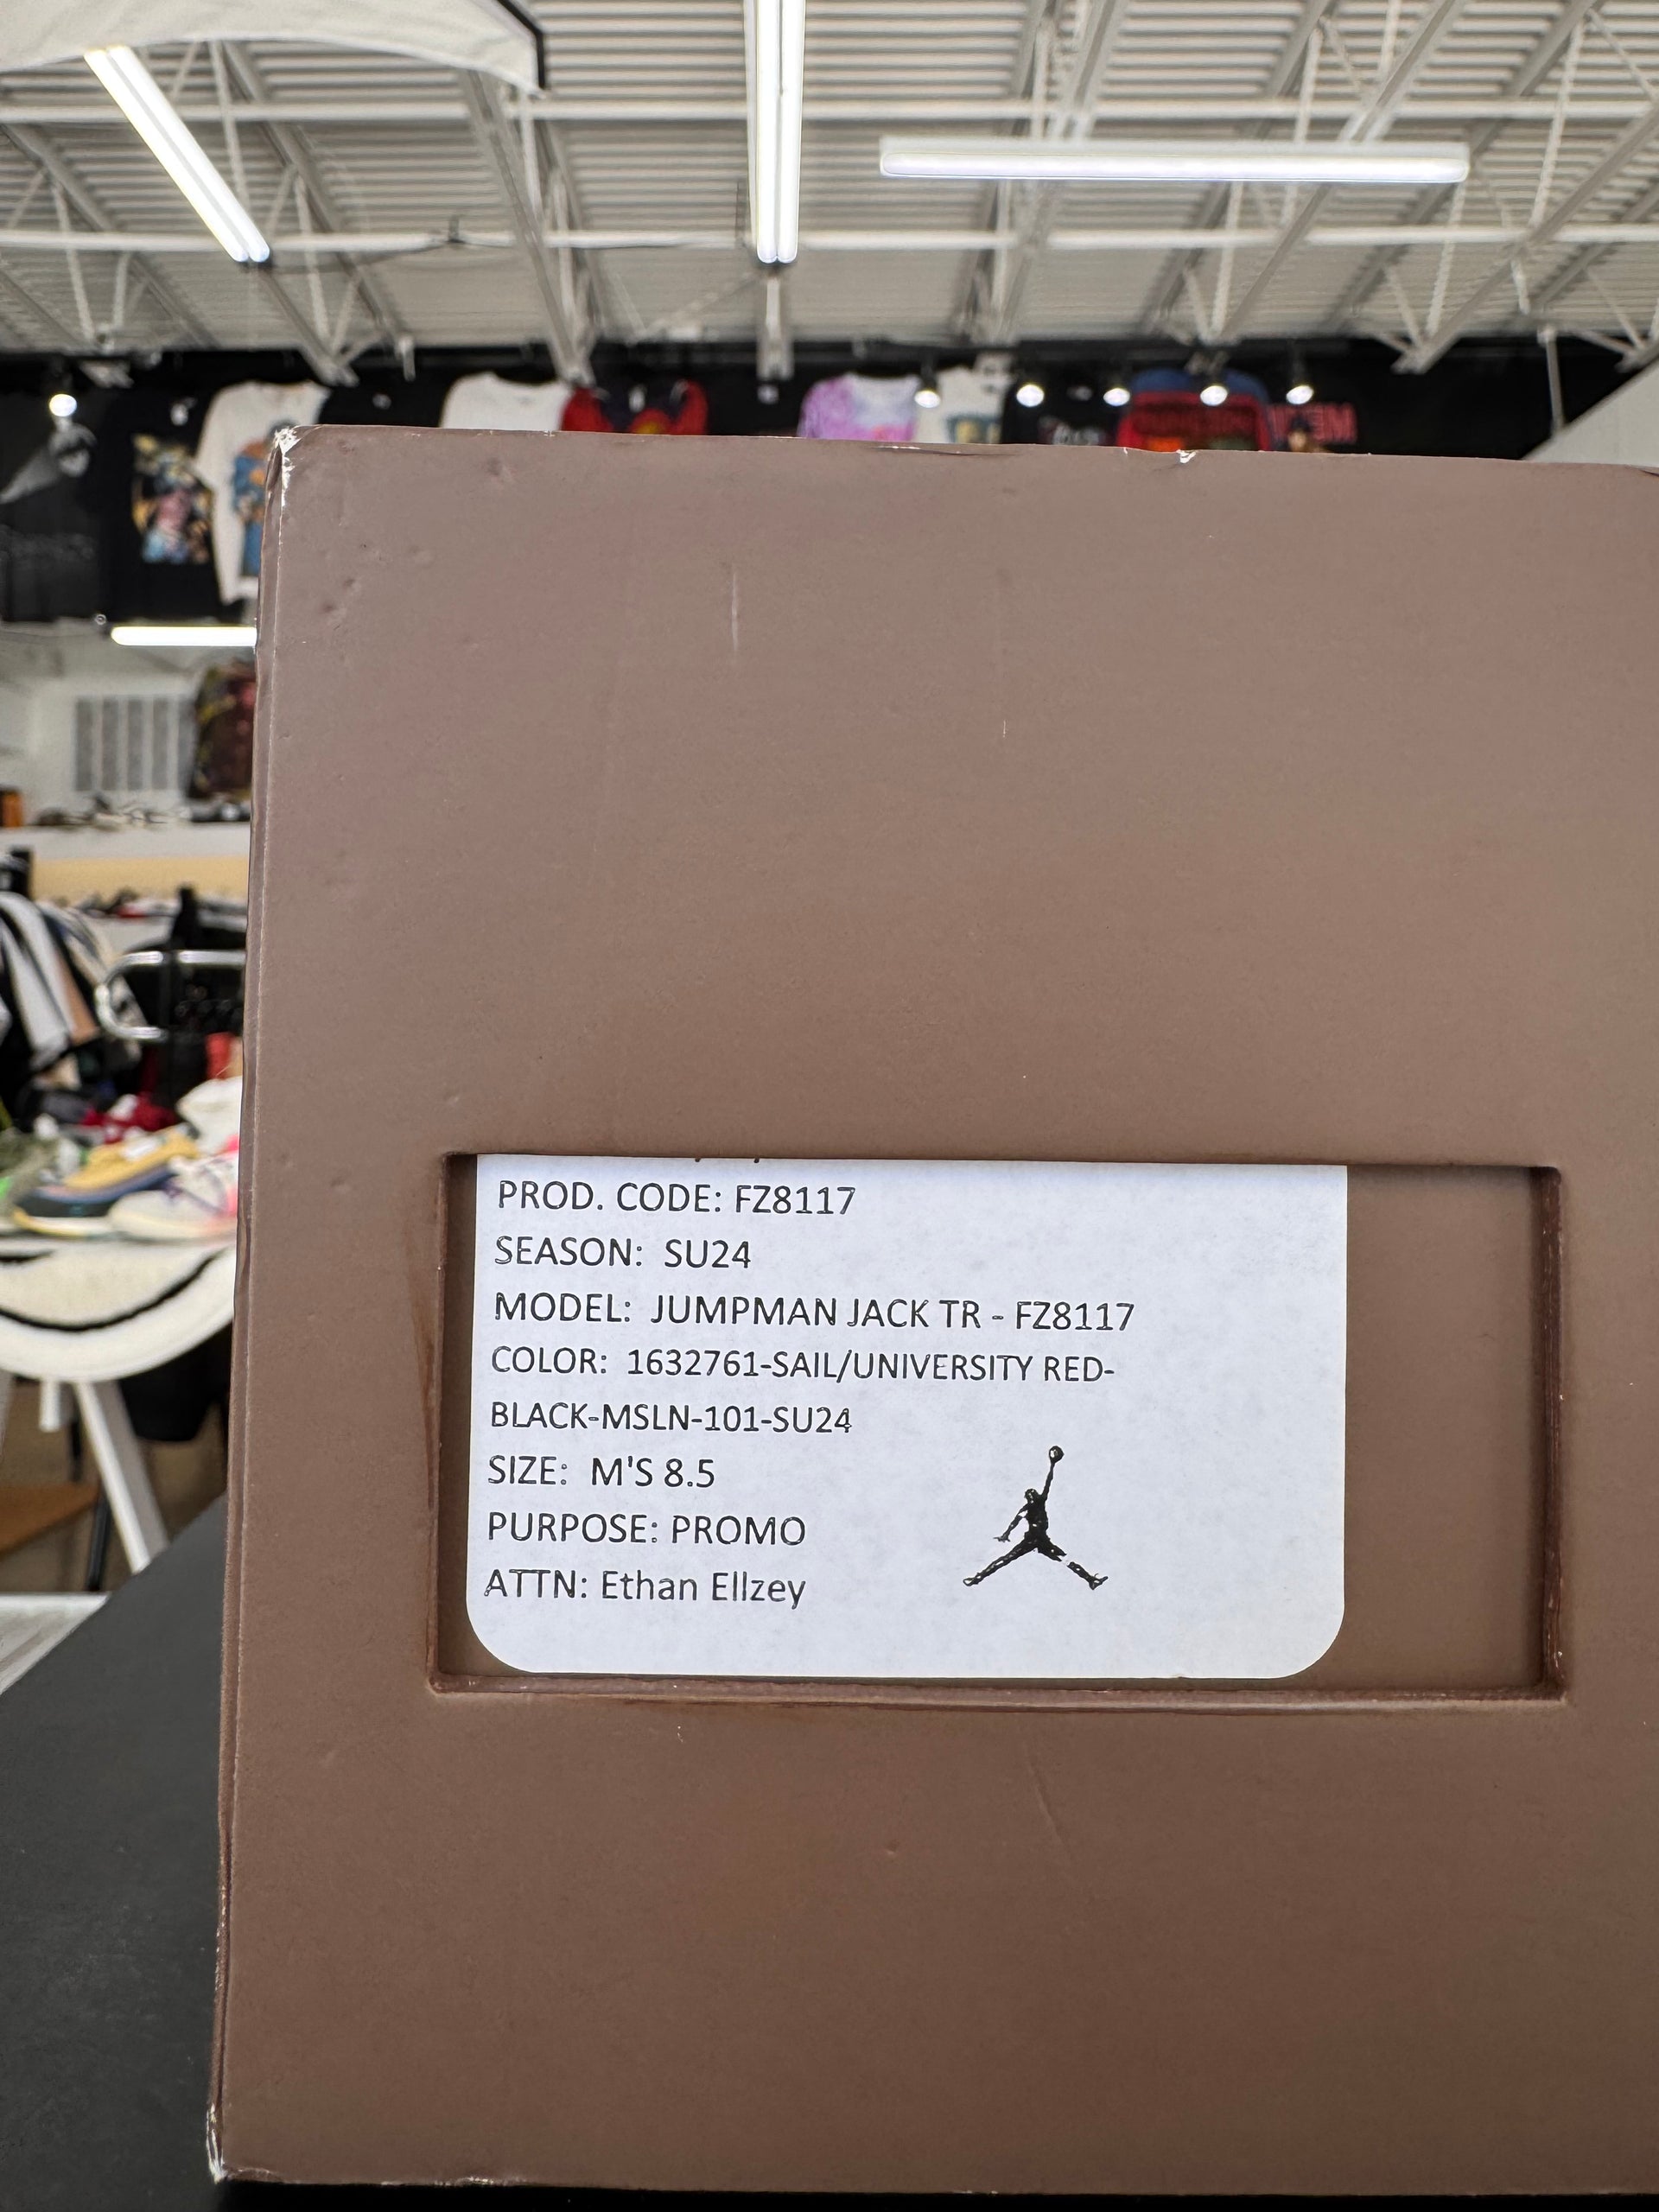 PROD. CODE: FZ8117
SEASON: SU24
MODEL: JUMPMAN JACK TR - FZ8117
COLOR: 1632761-SAIL/UNIVERSITY RED-
BLACK-MSLN-101-SU24
SIZE: M'S 8.5
PURPOSE: PROMO
ATTN: Ethan Ellzey